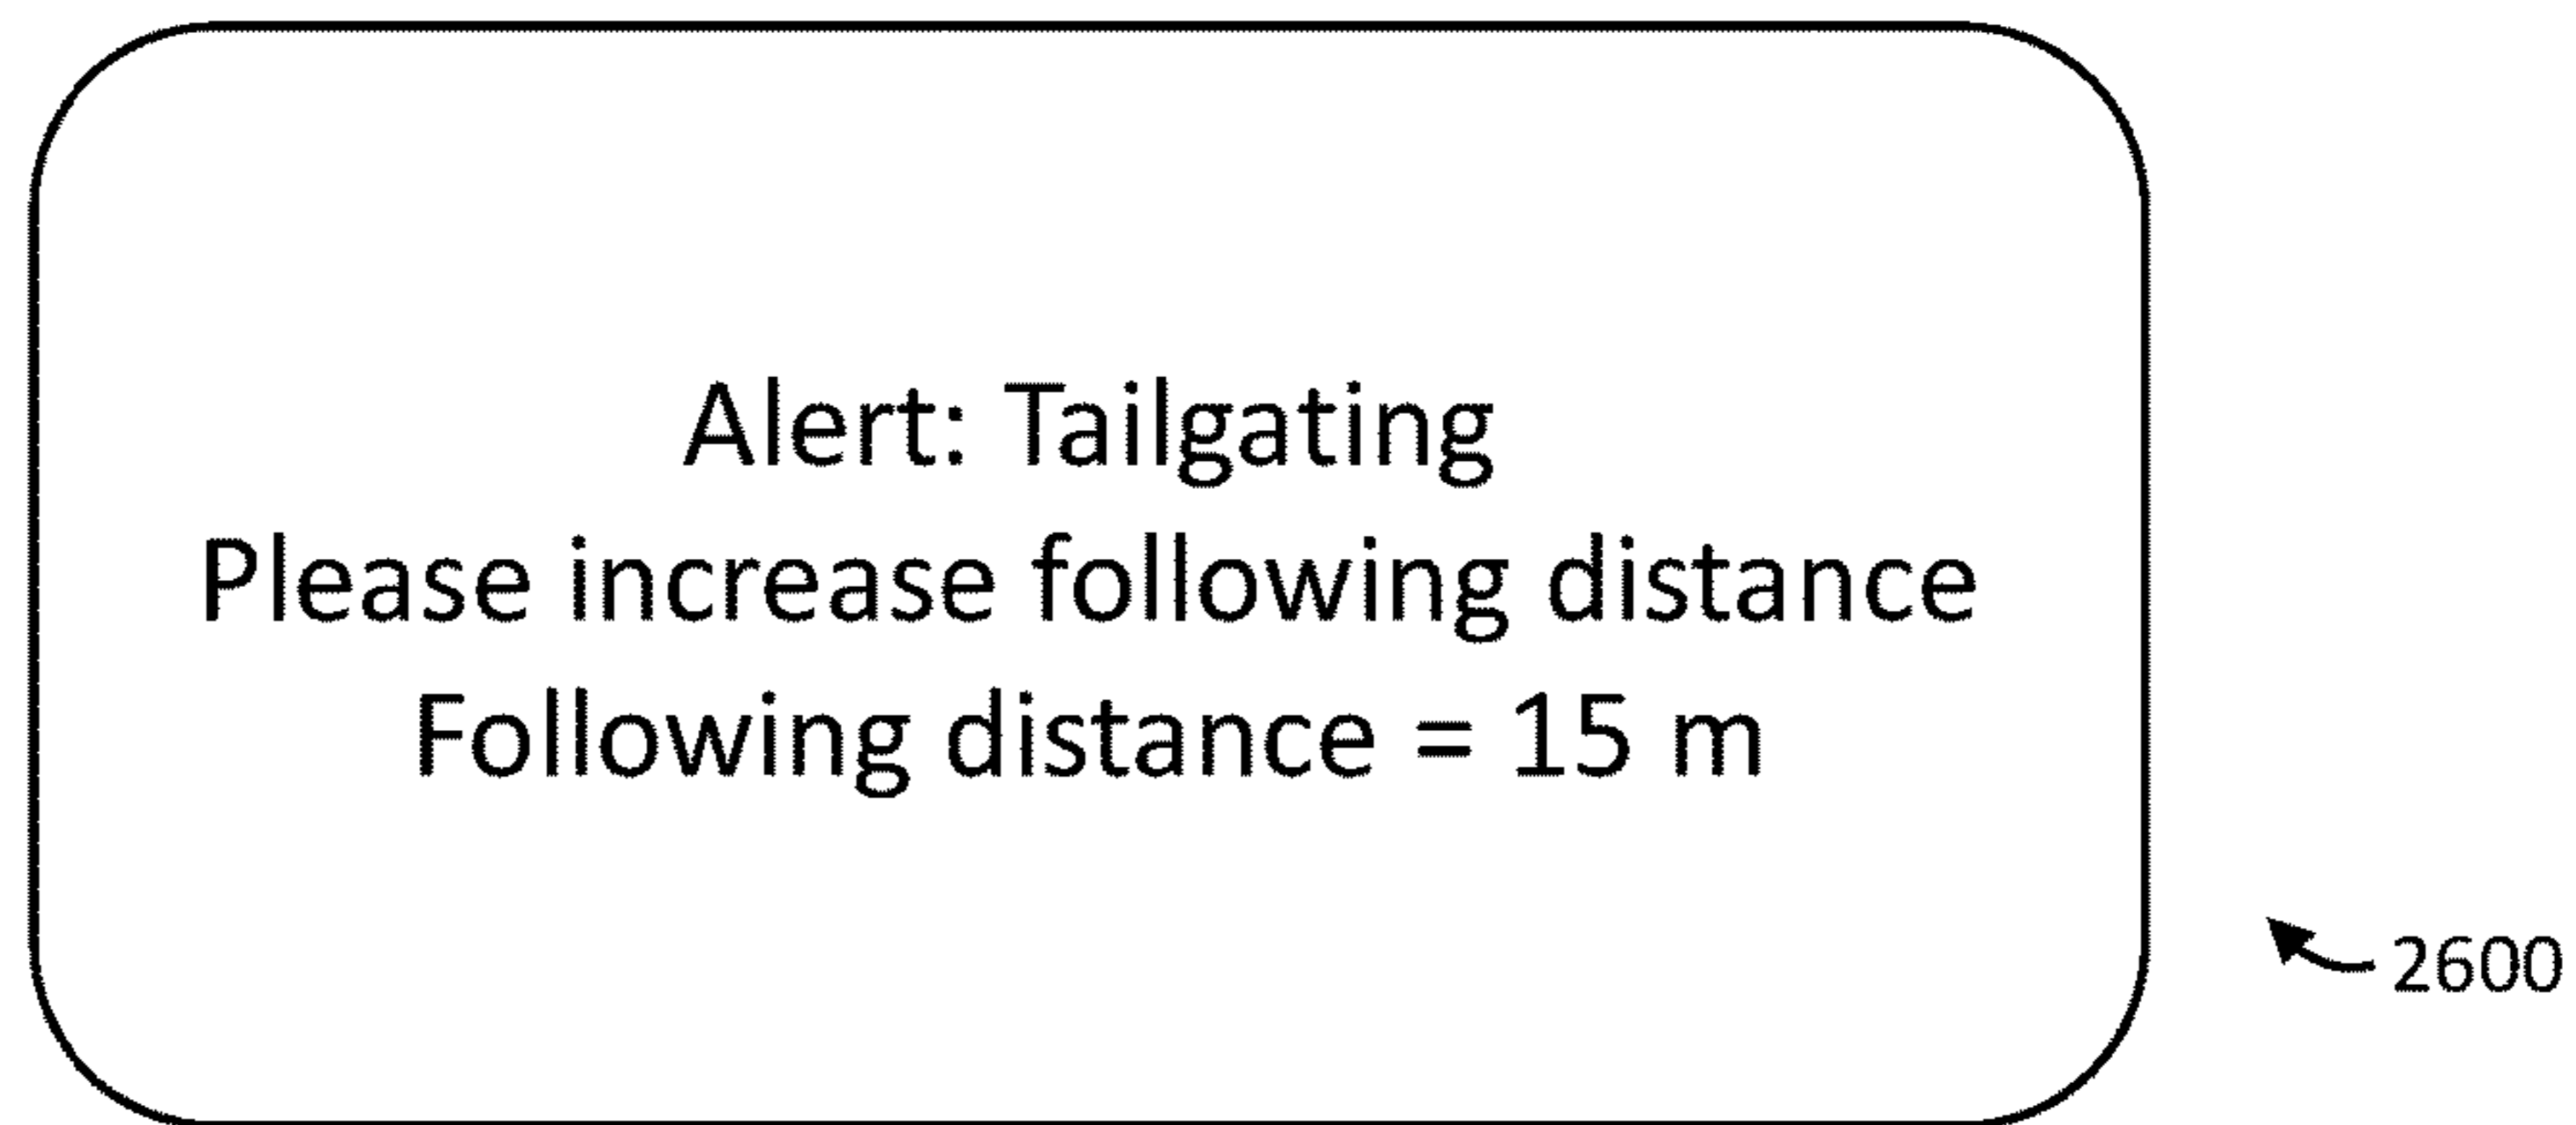 Alert: Tailgating
Please increase following distance
Following distance = 15 m
2600